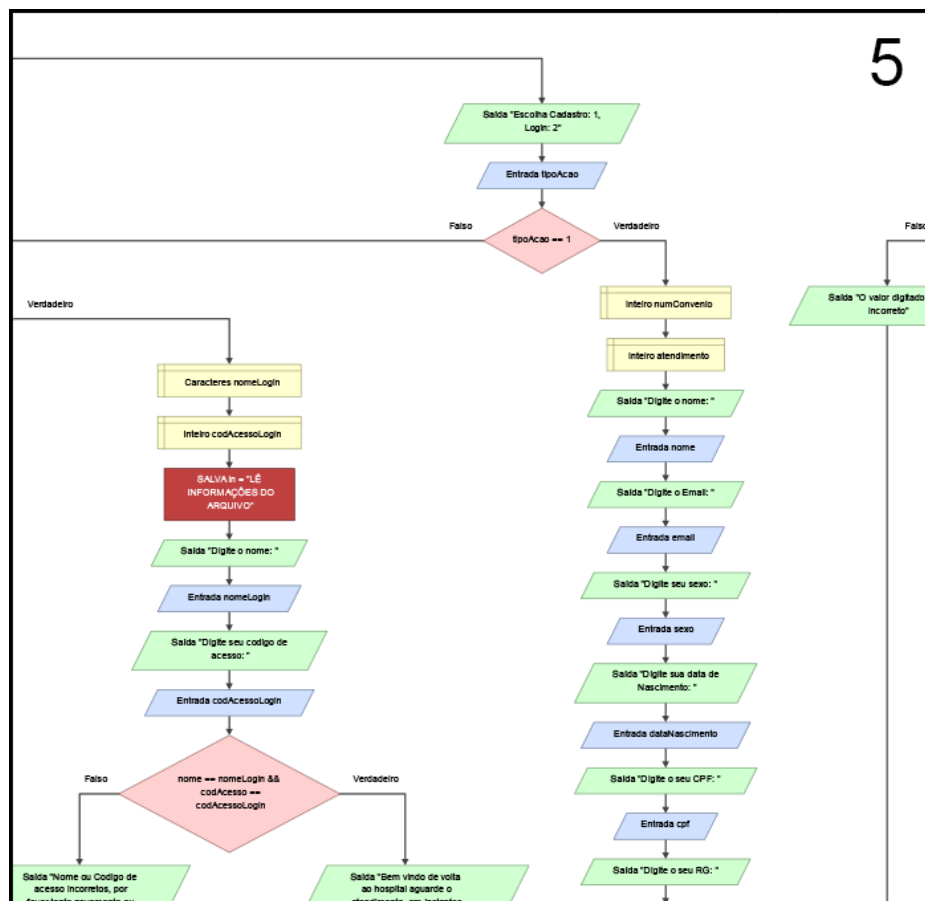 5
Saída "Escolha Cadastro: 1,
Login: 2"
Entrada tipoAcao
Falso
tipoAcao == 1
Verdadeiro
Falso
Verdadeiro
Inteiro numConvenio
Saída "O valor digitado
incorreto"
Inteiro atendimento
Caracteres nomeLogin
Saída "Digite o nome: "
Inteiro codAcessoLogin
Entrada nome
SALVA In = "LÊ
INFORMAÇÕES DO
ARQUIVO"
Saída "Digite o Email: "
Entrada email
Saída "Digite o nome: "
Saída "Digite seu sexo: "
Entrada nomeLogin
Entrada sexo
Saída "Digite seu codigo de
acesso: "
Saída "Digite sua data de
Nascimento: "
Entrada codAcessoLogin
Entrada dataNascimento
Falso
nome == nomeLogin &&
codAcesso ==
codAcessoLogin
Verdadeiro
Saída "Digite o seu CPF: "
Entrada cpf
Saída "Digite o seu RG: "
Saída "Nome ou Codigo de
acesso incorretos, por
Saída "Bem vindo de volta
ao hospital aguarde o